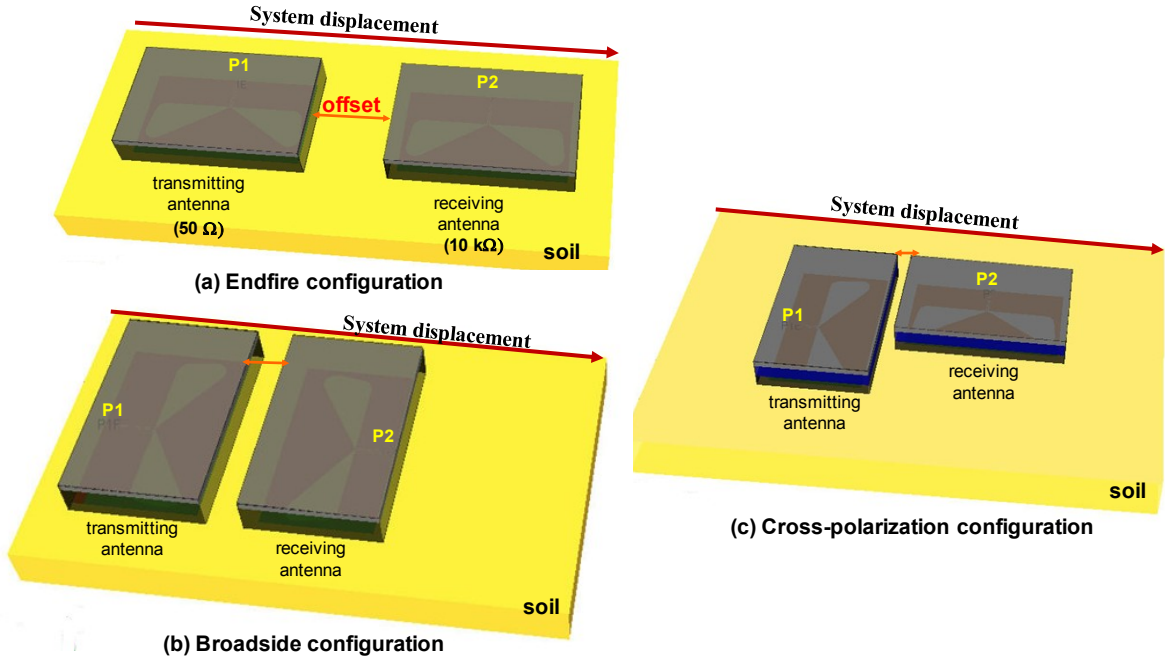 System displacement
P1
P2
offset
transmitting
antenna
(50 Ω)
receiving
antenna
(10 kΩ)
soil
(a) Endfire configuration
System displacement
P1
P2
transmitting
antenna
receiving
antenna
soil
(b) Broadside configuration
System displacement
P1
P2
transmitting
antenna
receiving
antenna
soil
(c) Cross-polarization configuration